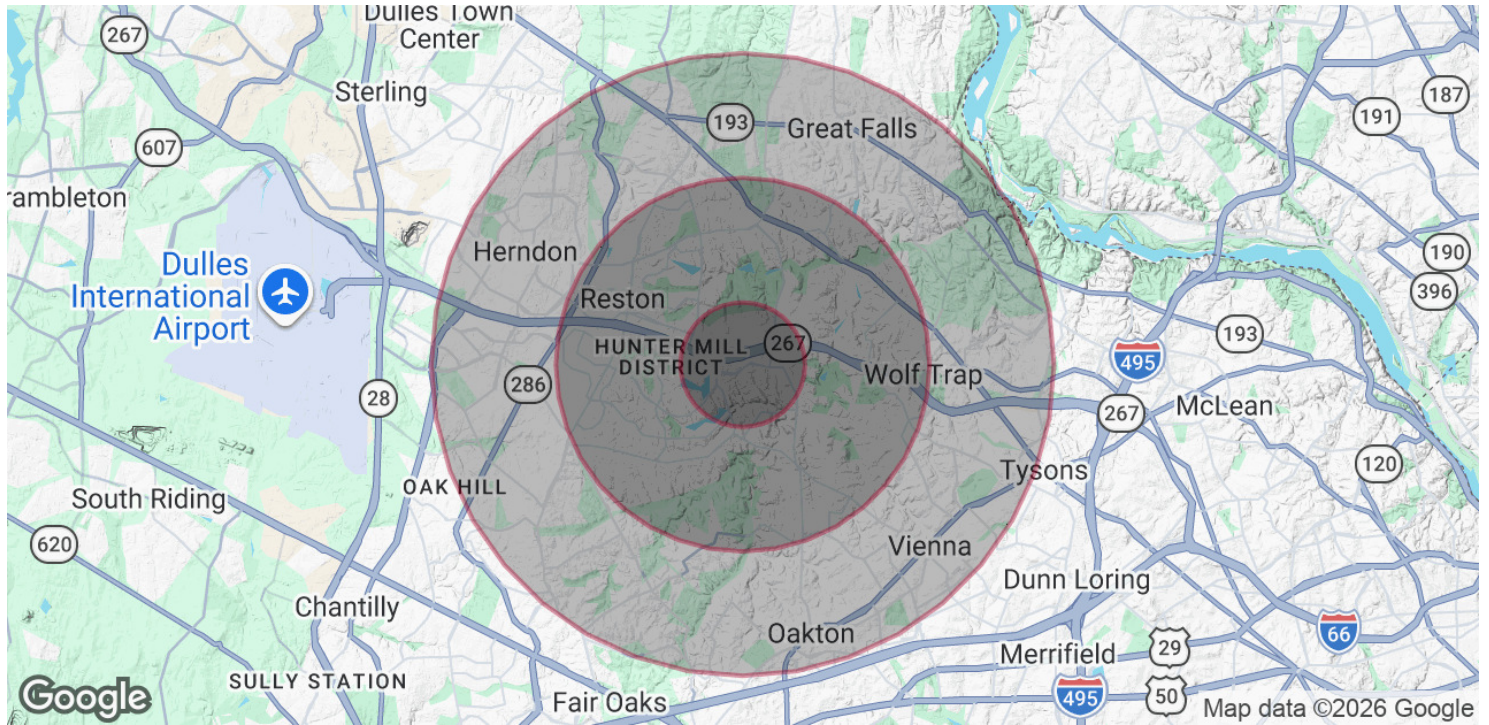 Dulles Town
Center
267
Sterling
193
Great Falls
187
191
607
rambleton
Herndon
190
Dulles
International
Airport
Reston
396
HUNTER MILL
DISTRICT
267
193
495
286
28
Wolf Trap
267
McLean
120
Tysons
OAK HILL
South Riding
620
Vienna
Dunn Loring
Chantilly
Oakton
66
Merrifield
29
SULLY STATION
Fair Oaks
495
50
Google
Map data ©2026 Google